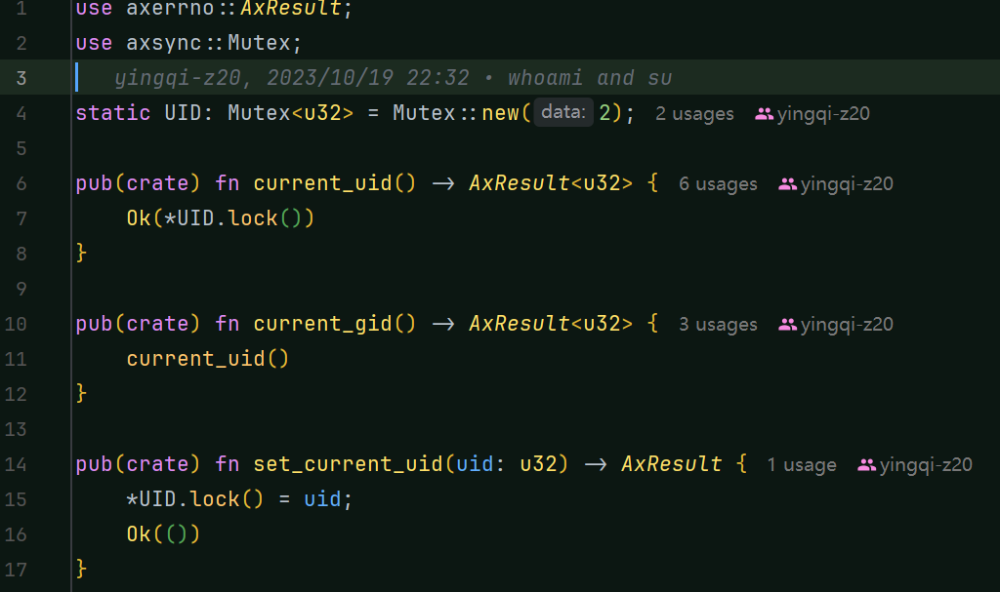 1 use axerrno::AxResult;
2 use axsync::Mutex;
3 yingqi-z20, 2023/10/19 22:32 • whoami and su
4 static UID: Mutex<u32> = Mutex::new( data: 2); 2 usages yingqi-z20
5
6 pub(crate) fn current_uid() -> AxResult<u32> { 6 usages yingqi-z20
7 Ok(*UID.lock())
8 }
9
10 pub(crate) fn current_gid() -> AxResult<u32> { 3 usages yingqi-z20
11 current_uid()
12 }
13
14 pub(crate) fn set_current_uid(uid: u32) -> AxResult { 1 usage yingqi-z20
15 *UID.lock() = uid;
16 Ok(())
17 }